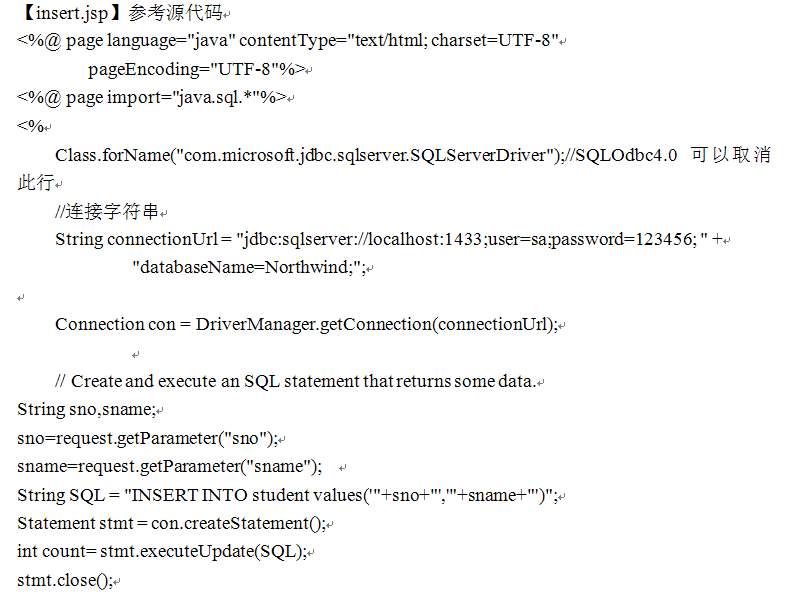 【insert.jsp】参考源代码
<%@ page language="java" contentType="text/html; charset=UTF-8"
pageEncoding="UTF-8"%>
<%@ page import="java.sql.*"%>
<%
Class.forName("com.microsoft.jdbc.sqlserver.SQLServerDriver");//SQLOdbc4.0 可以取消
此行
//连接字符串
String connectionUrl = "jdbc:sqlserver://localhost:1433;user=sa;password=123456; " +
"databaseName=Northwind;";
Connection con = DriverManager.getConnection(connectionUrl);
// Create and execute an SQL statement that returns some data.
String sno,sname;
sno=request.getParameter("sno");
sname=request.getParameter("sname");
String SQL = "INSERT INTO student values('"+sno+"','"+sname+"')";
Statement stmt = con.createStatement();
int count= stmt.executeUpdate(SQL);
stmt.close();